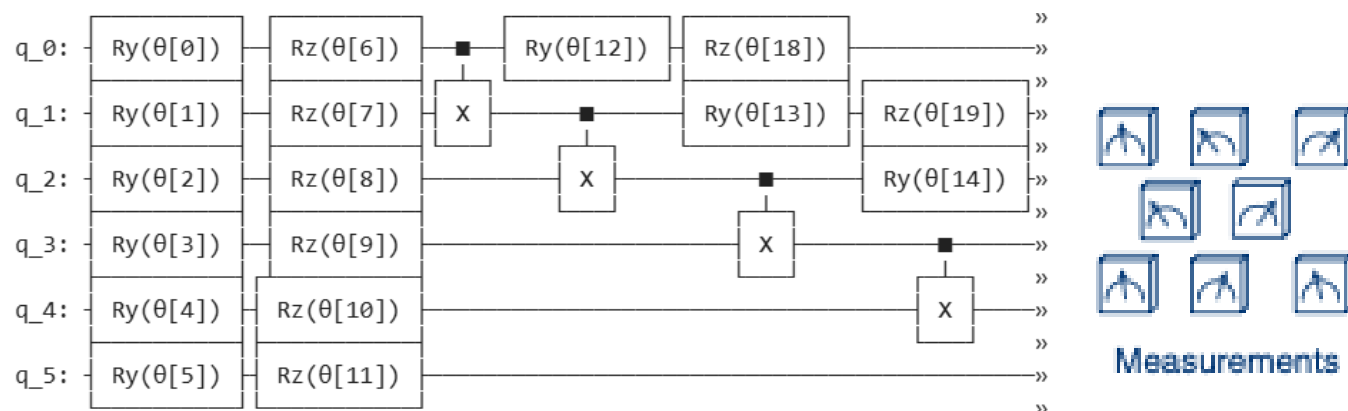 »
q_0: Ry(θ[0]) Rz(θ[6]) ■ Ry(θ[12]) Rz(θ[18]) »
»
q_1: Ry(θ[1]) Rz(θ[7]) X ■ Ry(θ[13]) Rz(θ[19]) »
»
q_2: Ry(θ[2]) Rz(θ[8]) X ■ Ry(θ[14]) »
»
q_3: Ry(θ[3]) Rz(θ[9]) X ■ »
»
q_4: Ry(θ[4]) Rz(θ[10]) X »
»
q_5: Ry(θ[5]) Rz(θ[11]) »
»
Measurements